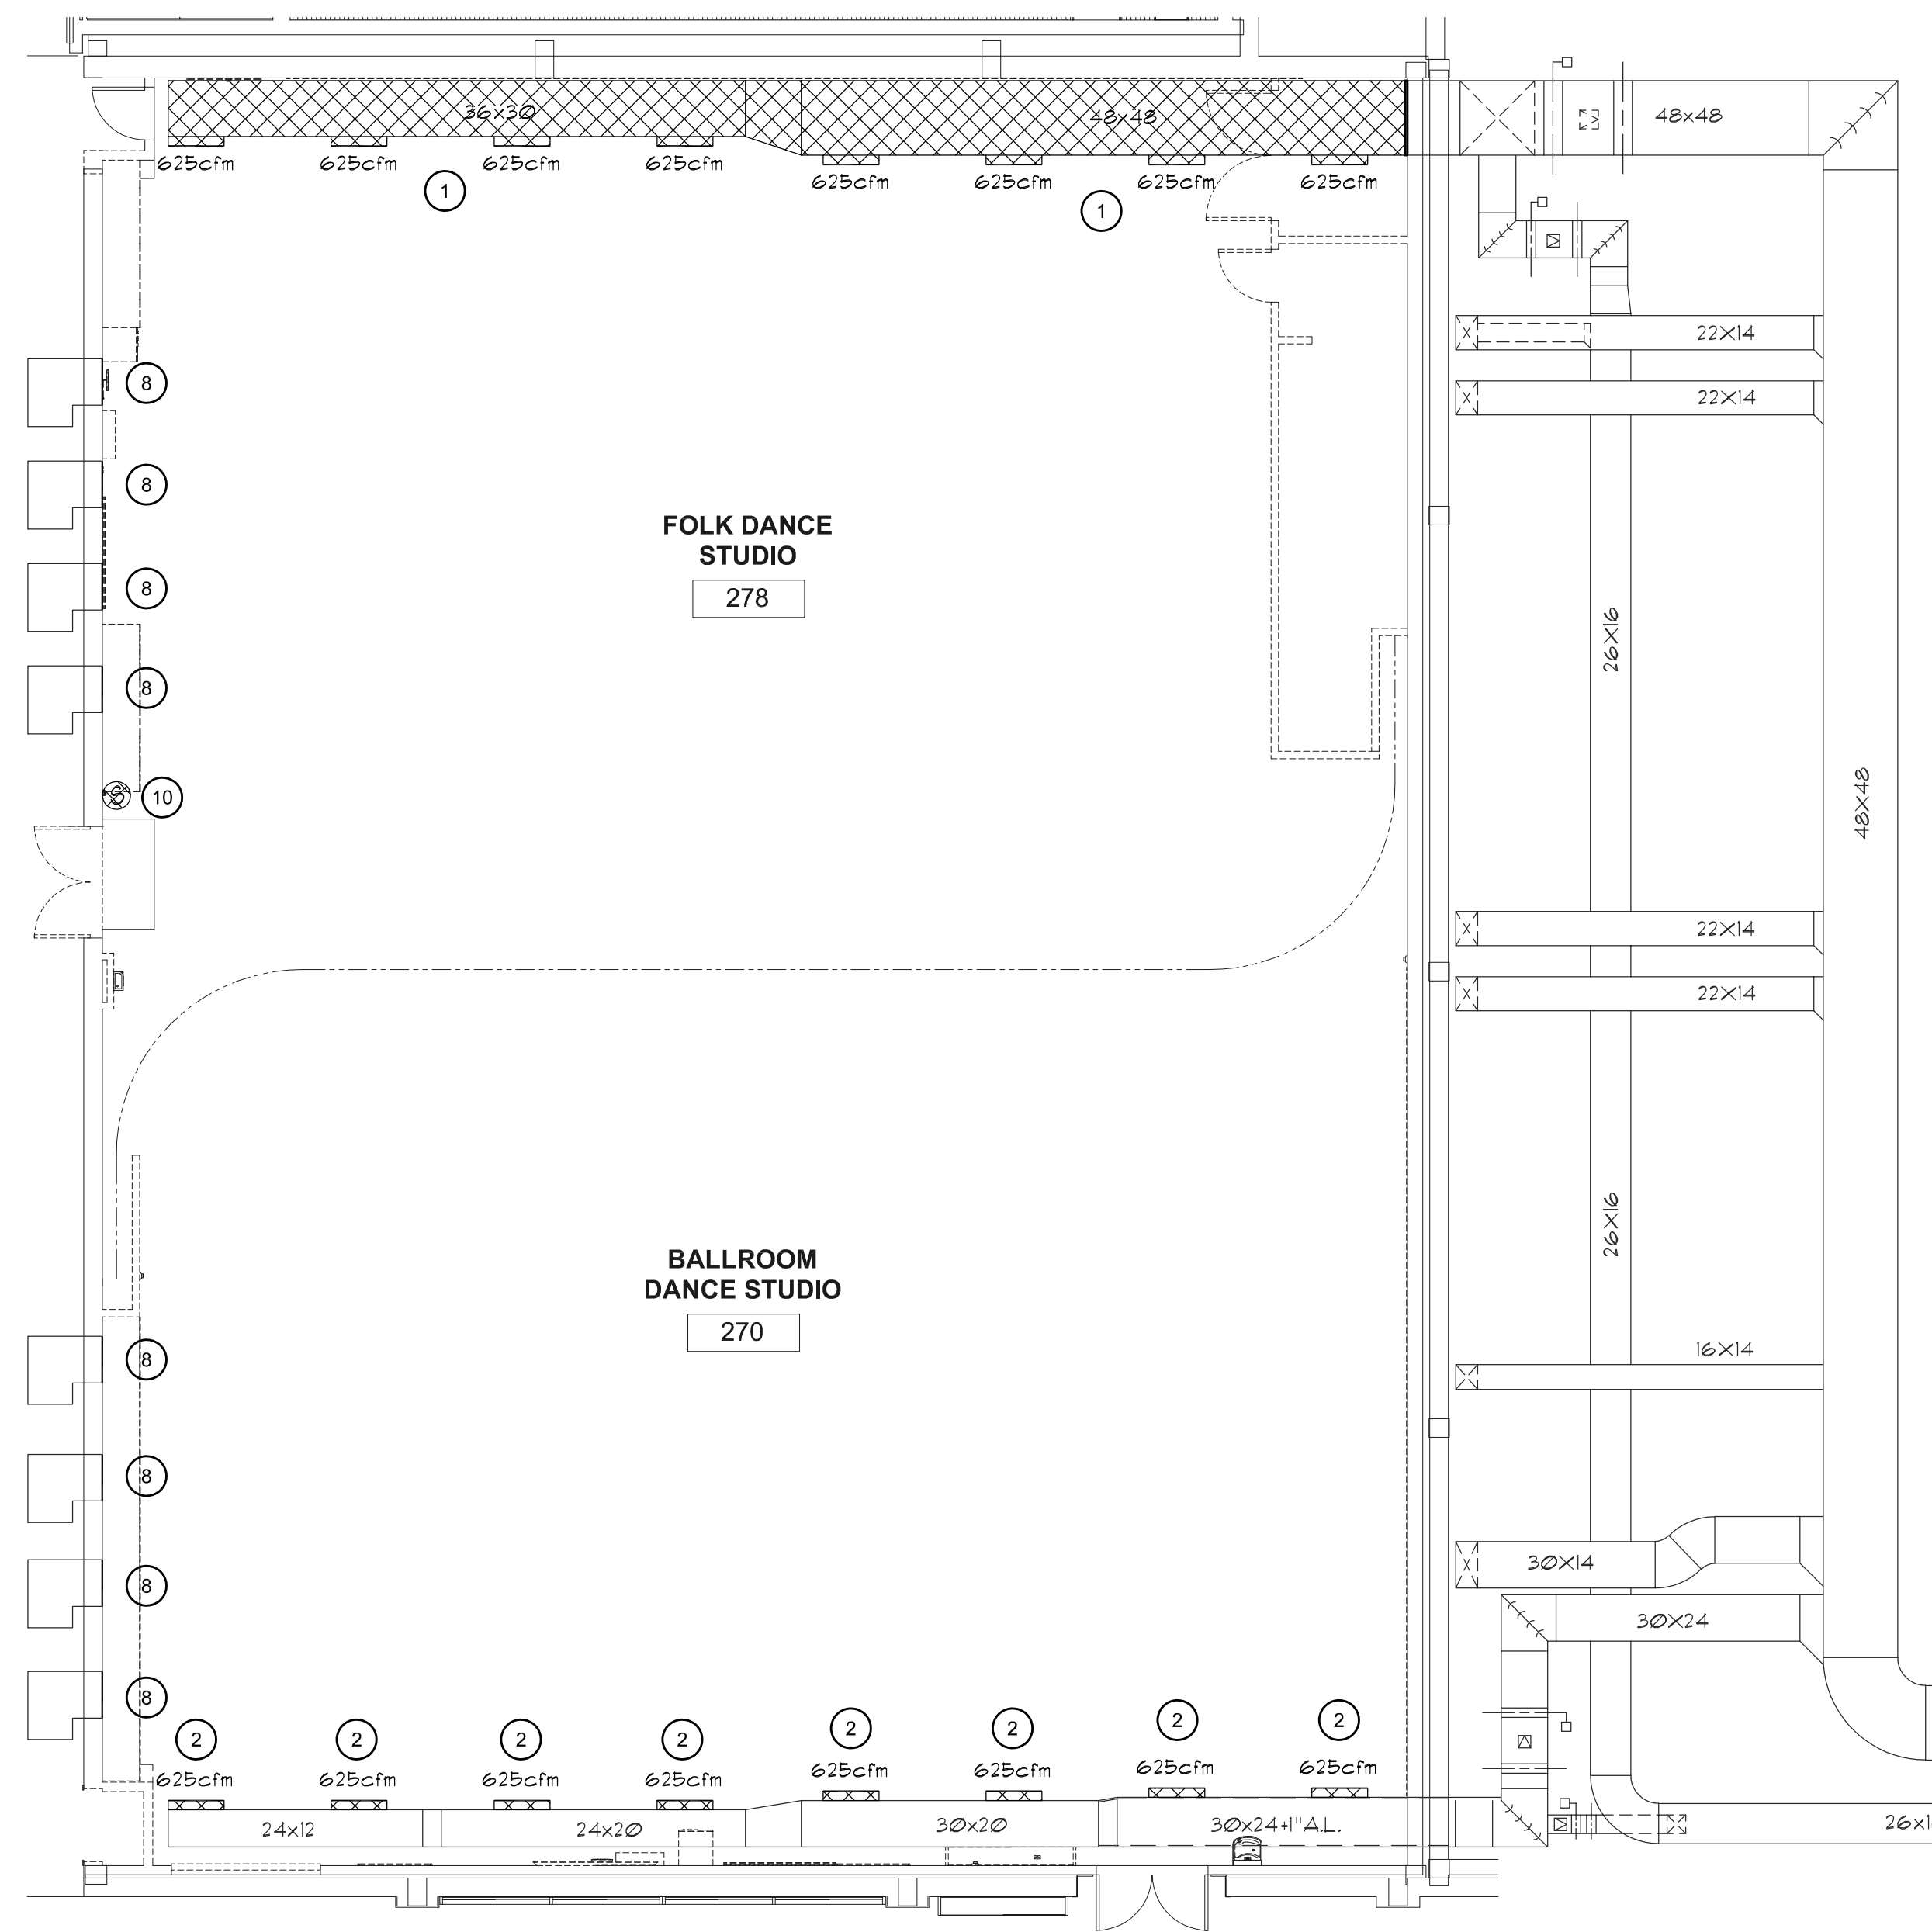 36x30
48x48
48x48
625cfm
625cfm
625cfm
625cfm
625cfm
625cfm
625cfm
625cfm
1
1
22X14
8
22X14
8
FOLK DANCE
STUDIO
278
8
26X16
8
S
10
48X48
22X14
22X14
26X16
BALLROOM
DANCE STUDIO
270
8
16X14
8
30X14
8
30X24
8
2
2
2
2
2
2
2
2
625cfm
625cfm
625cfm
625cfm
625cfm
625cfm
625cfm
625cfm
24x12
24x20
30x20
30x24+1"A.L.